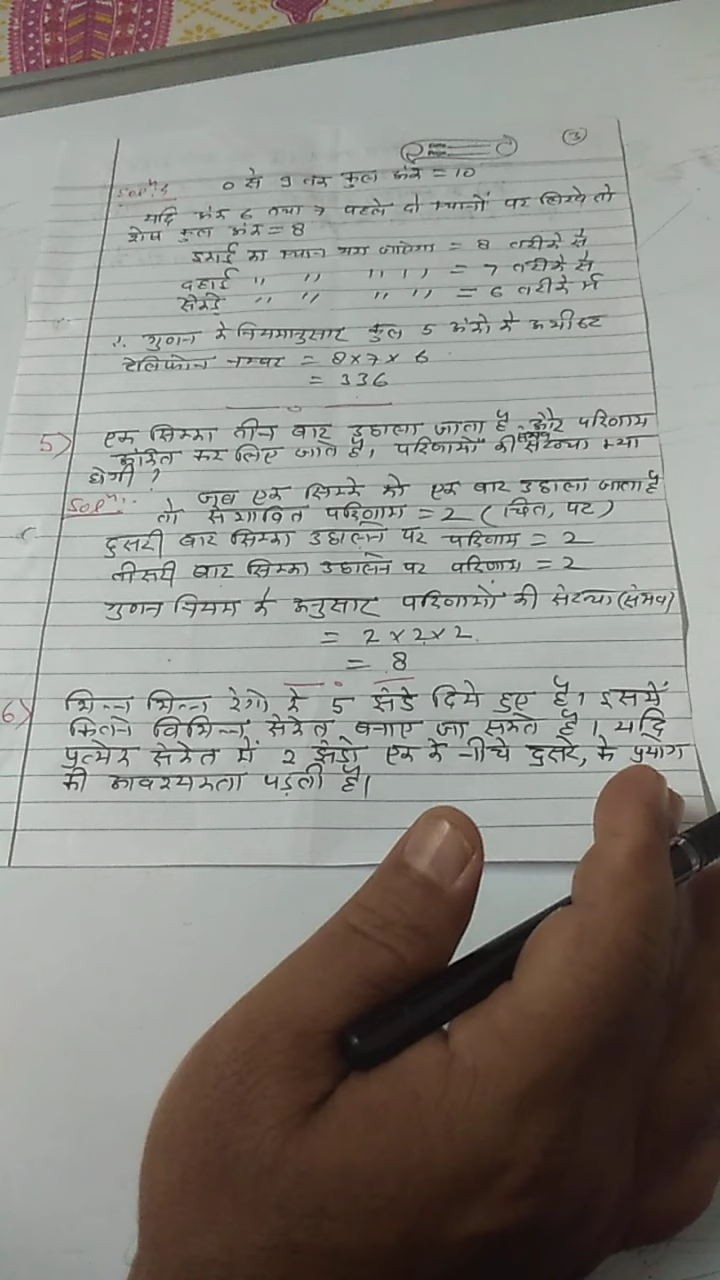 3
Solⁿ:
0 से 9 तक कुल अंक = 10
यदि अंक 6 तथा 7 पहले दो स्थानों पर लिखे तो
शेष कुल अंक = 8
इकाई का स्थान भरा जायेगा = 8 तरीके से
दहाई " " " " " = 7 तरीके से
सैकड़े " " " " = 6 तरीके से
∴ गुणन के नियमानुसार कुल 5 अंको के अभीष्ट
टेलिफोन नम्बर = 8×7×6
= 336
5) एक सिक्का तीन बार उछाला जाता है और परिणाम
अंकित कर लिए जाते हैं, परिणामों की संख्या क्या
होगी ?
Solⁿ: जब एक सिक्के को एक बार उछाला जाता है
तो संभावित परिणाम = 2 (चित, पट)
दुसरी बार सिक्का उछालने पर परिणाम = 2
तीसरी बार सिक्का उछालने पर परिणाम = 2
गुणन नियम के अनुसार परिणामों की संख्या (संभव)
= 2×2×2
= 8
6) भिन्न भिन्न रंगो के 5 झंडे दिये हुए हैं। इसमें
कितने विभिन्न संकेत बनाए जा सकते है। यदि
प्रत्येक संकेत में 2 झंडो एक के नीचे दुसरे, के प्रयोग
की आवश्यकता पड़ती है।